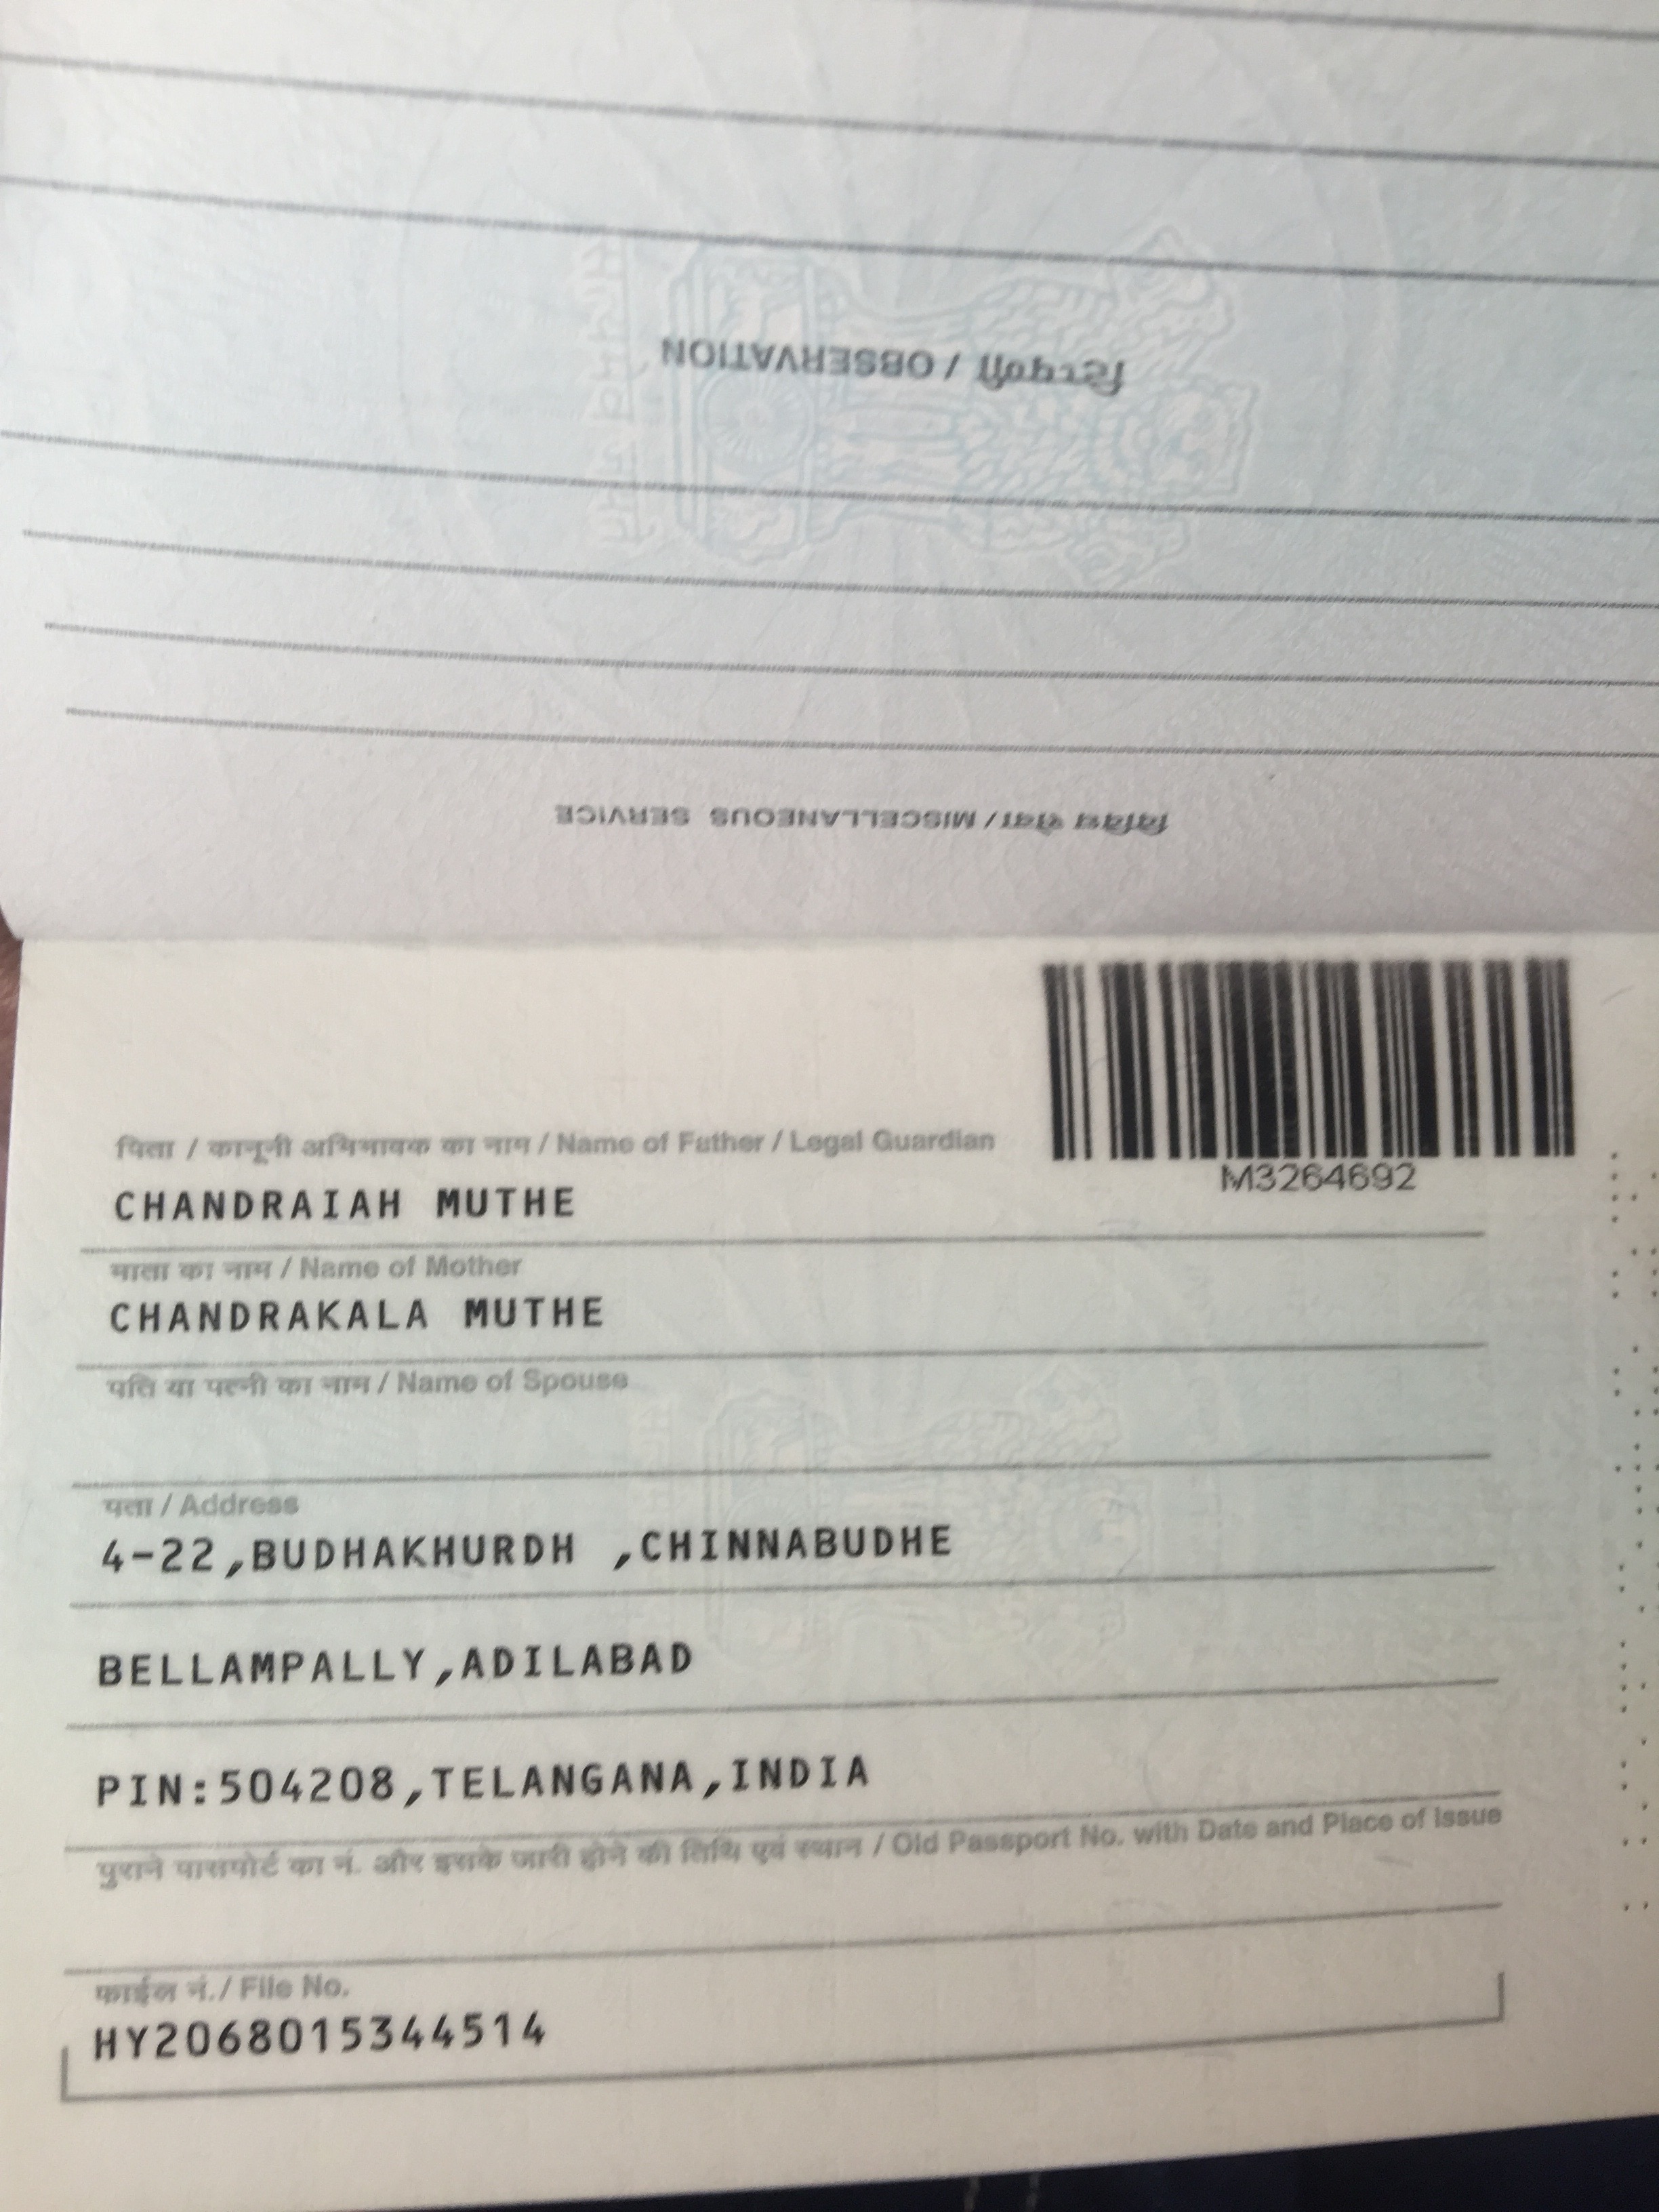 टिप्पणी / OBSERVATION
विविध सेवा / MISCELLANEOUS SERVICE
M3264692
पिता / कानूनी अभिभावक का नाम / Name of Father / Legal Guardian
CHANDRAIAH MUTHE
माता का नाम / Name of Mother
CHANDRAKALA MUTHE
पति या पत्नी का नाम / Name of Spouse
पता / Address
4-22,BUDHAKHURDH ,CHINNABUDHE
BELLAMPALLY,ADILABAD
PIN:504208,TELANGANA,INDIA
पुराने पासपोर्ट का नं. और इसके जारी होने की तिथि एवं स्थान / Old Passport No. with Date and Place of Issue
फाईल नं./ File No.
HY2068015344514